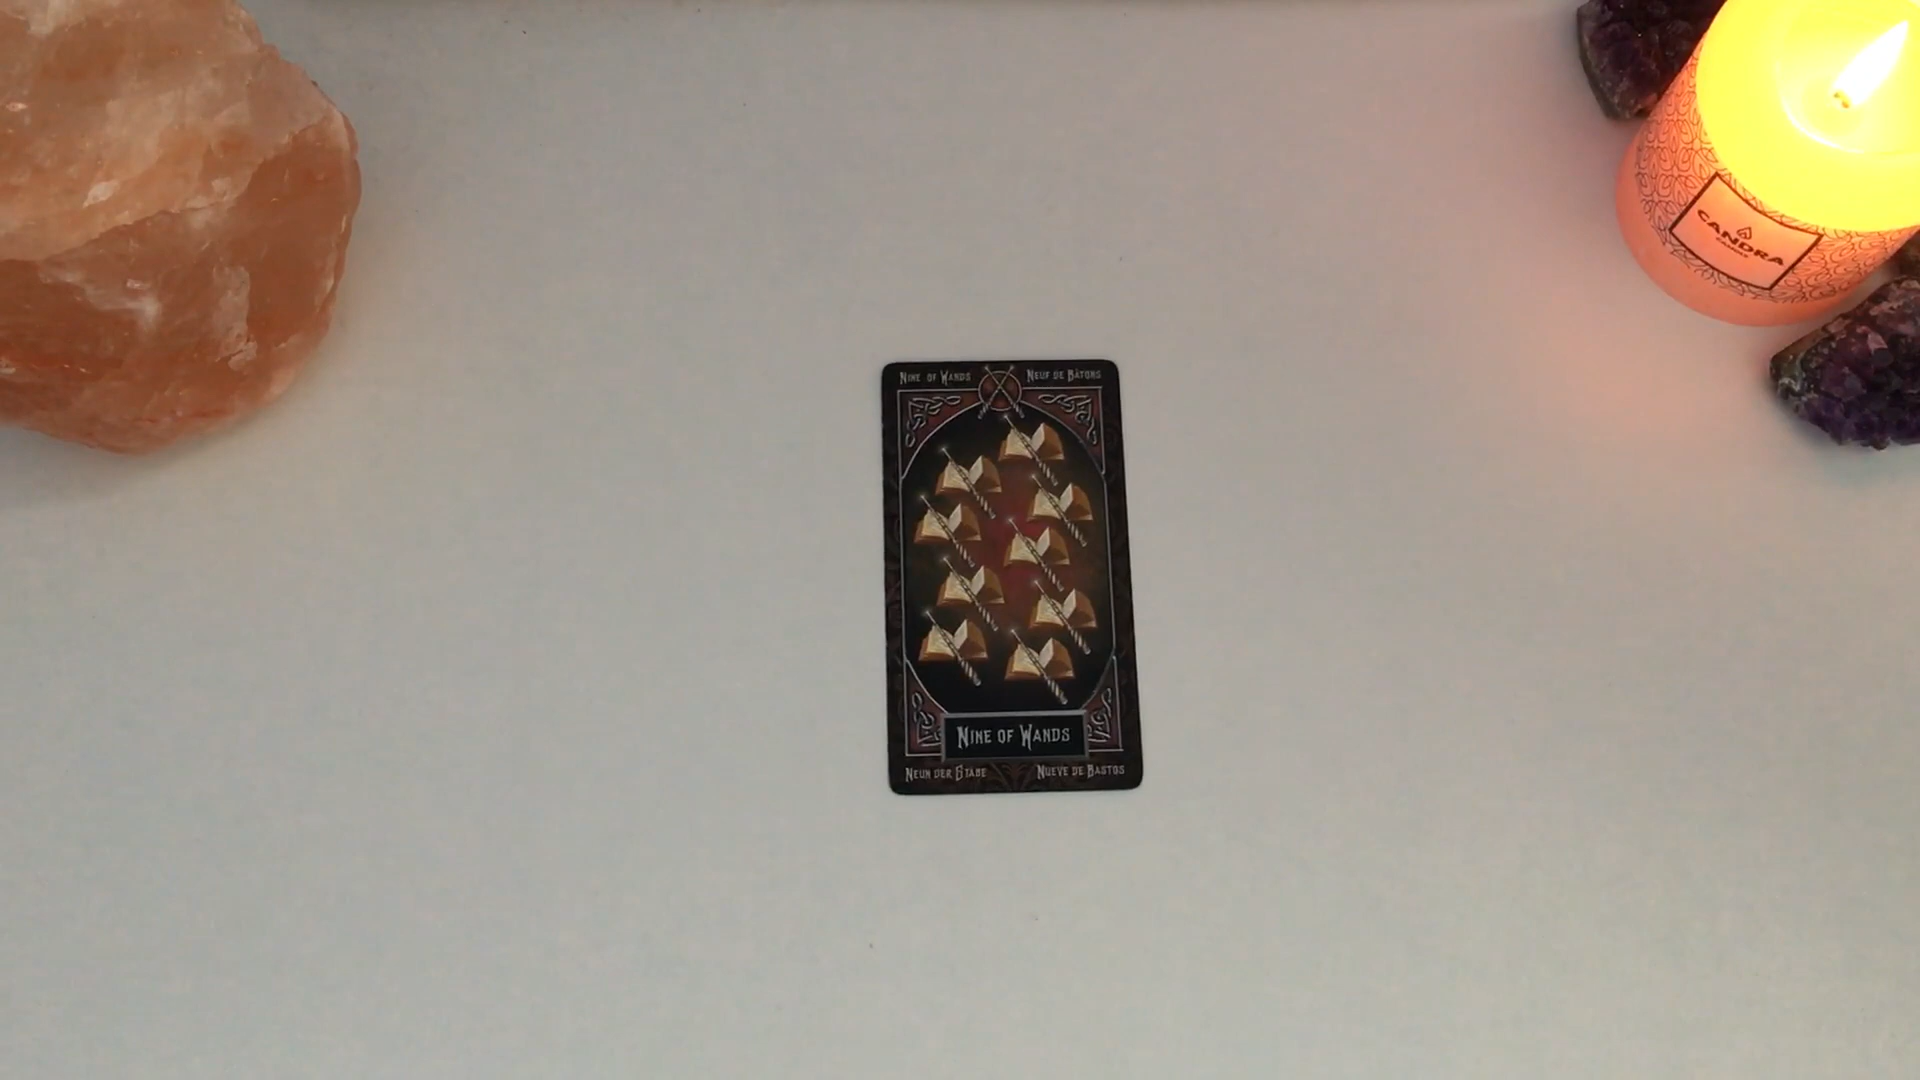 CANDRA
NINE OF WANDS
NEUF DE BÂTONS
NINE OF WANDS
NEUN DER STÄBE
NUEVE DE BASTOS